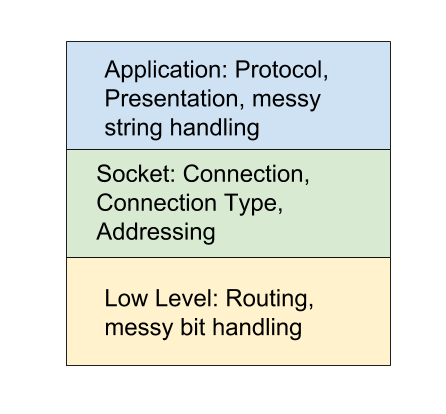 Application: Protocol,
Presentation, messy
string handling
Socket: Connection,
Connection Type,
Addressing
Low Level: Routing,
messy bit handling